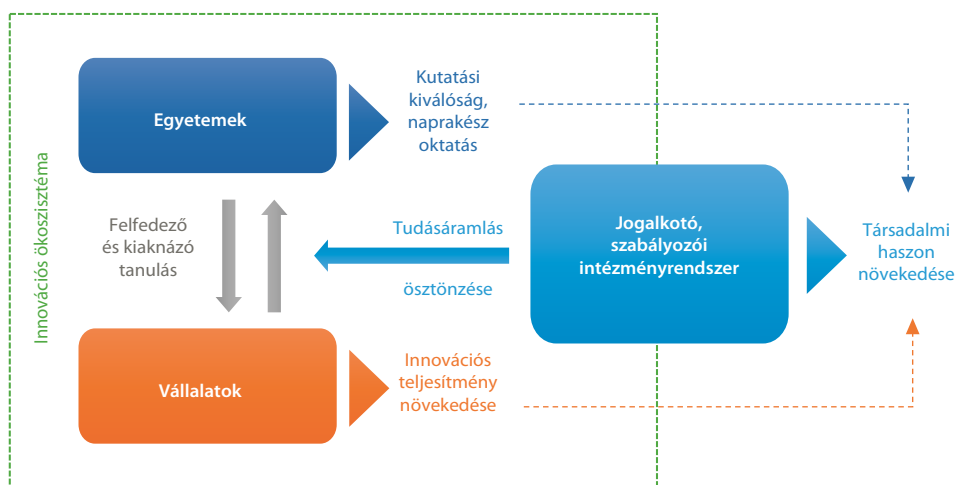 Innovációs ökoszisztéma
Egyetemek
Kutatási
kiválóság,
naprakész
oktatás
Felfedező
és kiaknázó
tanulás
Tudásáramlás
ösztönzése
Jogalkotó,
szabályozói
intézményrendszer
Társadalmi
haszon
növekedése
Vállalatok
Innovációs
teljesítmény
növekedése